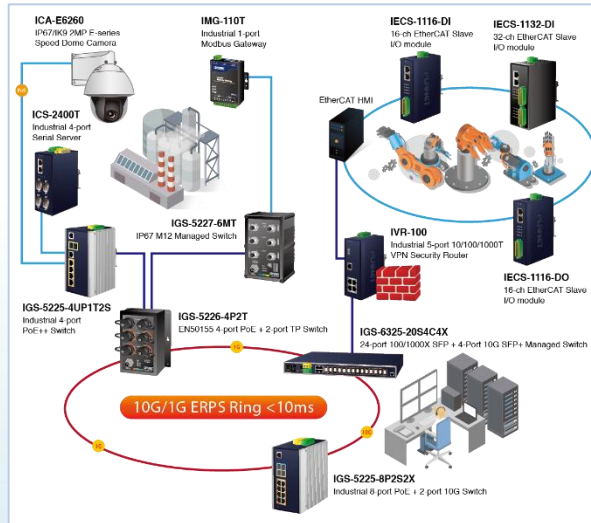 ICA-E6260
IP67/IK9 2MP E-series
Speed Dome Camera
IMG-110T
Industrial 1-port
Modbus Gateway
IECS-1116-DI
16-ch EtherCAT Slave
I/O module
IECS-1132-DI
32-ch EtherCAT Slave
I/O module
PoE
ICS-2400T
Industrial 4-port
Serial Server
EtherCAT HMI
IGS-5227-6MT
IP67 M12 Managed Switch
IVR-100
Industrial 5-port 10/100/1000T
VPN Security Router
IECS-1116-DO
16-ch EtherCAT Slave
I/O module
IGS-5225-4UP1T2S
Industrial 4-port
PoE++ Switch
IGS-5226-4P2T
EN50155 4-port PoE + 2-port TP Switch
IGS-6325-20S4C4X
24-port 100/1000X SFP + 4-Port 10G SFP+ Managed Switch
1G
10G/1G ERPS Ring <10ms
1G
10G
IGS-5225-8P2S2X
Industrial 8-port PoE + 2-port 10G Switch